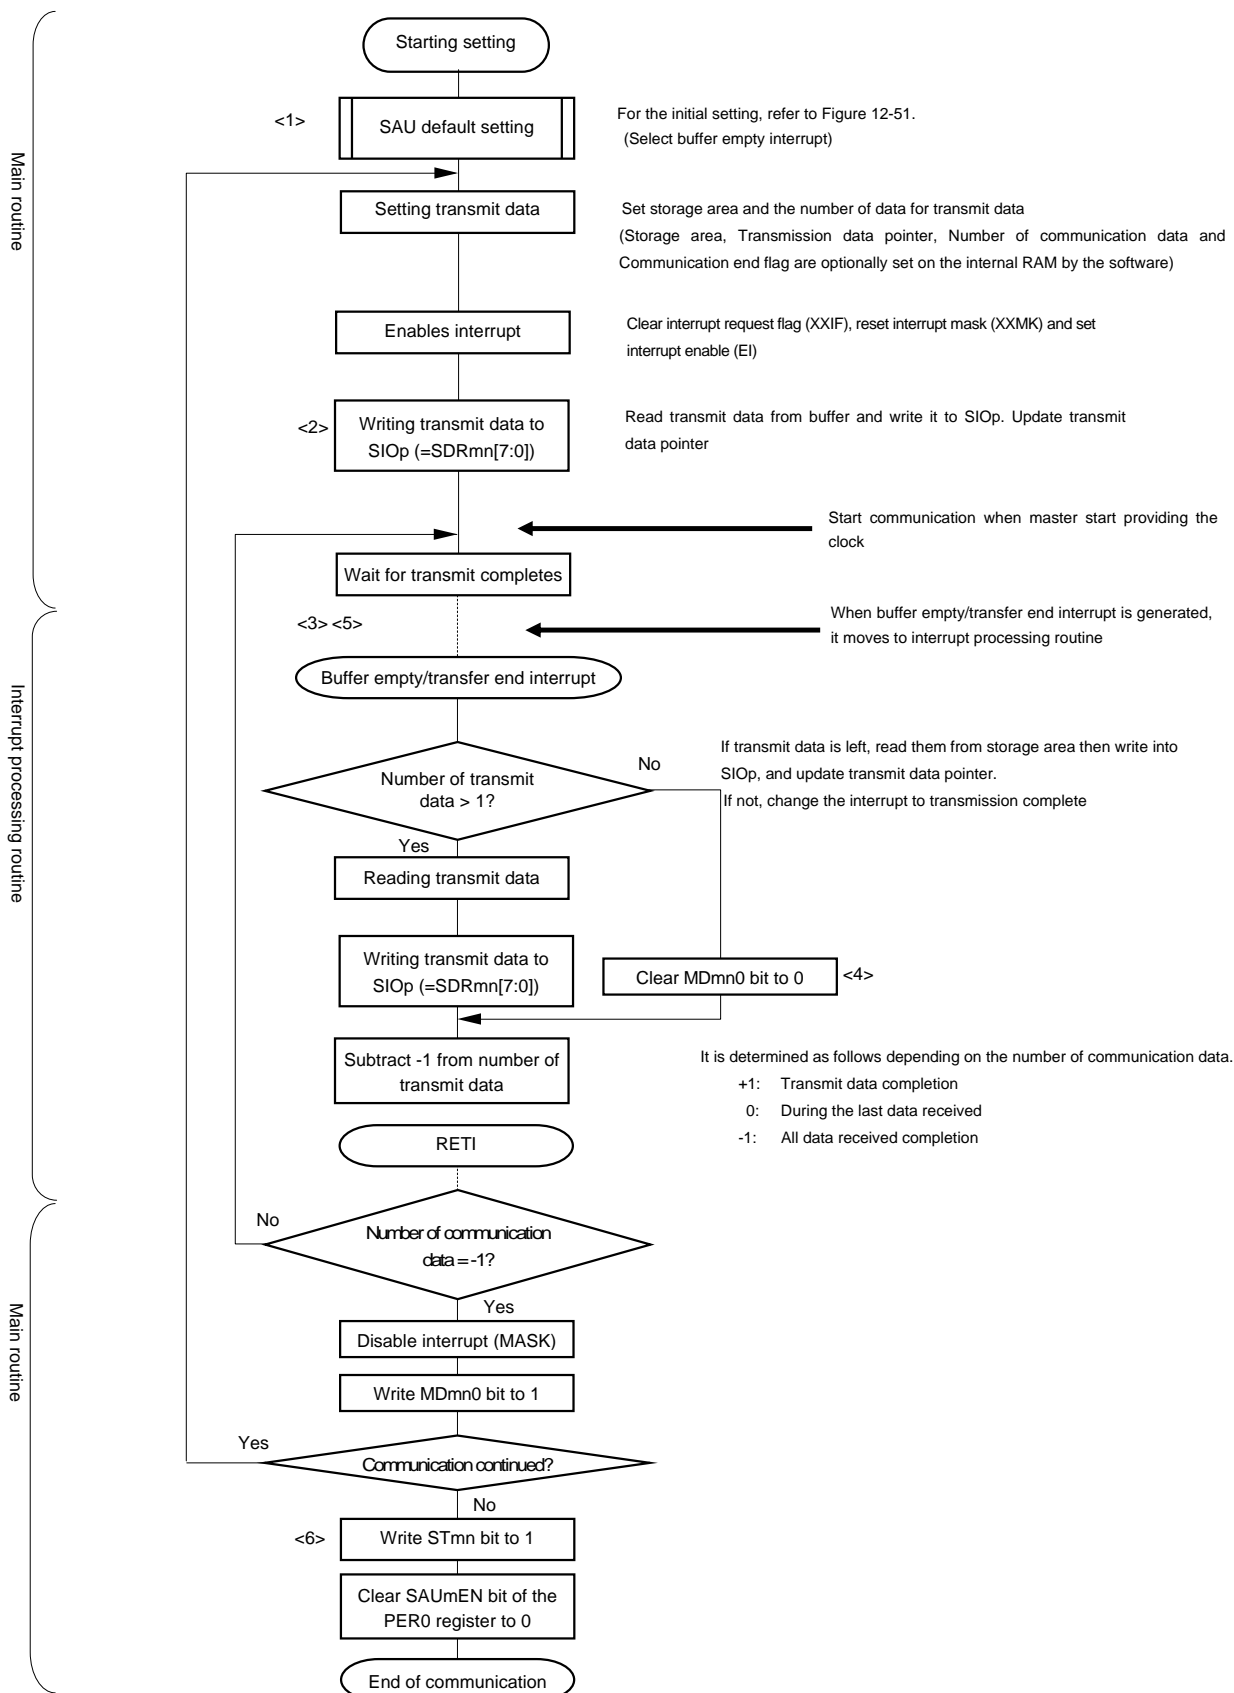 Starting setting
<1>
SAU default setting
For the initial setting, refer to Figure 12-51.
(Select buffer empty interrupt)
Main routine
Setting transmit data
Set storage area and the number of data for transmit data
(Storage area, Transmission data pointer, Number of communication data and
Communication end flag are optionally set on the internal RAM by the software)
Enables interrupt
Clear interrupt request flag (XXIF), reset interrupt mask (XXMK) and set
interrupt enable (EI)
<2>
Writing transmit data to
SIOp (=SDRmn[7:0])
Read transmit data from buffer and write it to SIOp. Update transmit
data pointer
Start communication when master start providing the
clock
Wait for transmit completes
<3> <5>
When buffer empty/transfer end interrupt is generated,
it moves to interrupt processing routine
Buffer empty/transfer end interrupt
Interrupt processing routine
Number of transmit
data > 1?
No
If transmit data is left, read them from storage area then write into
SIOp, and update transmit data pointer.
If not, change the interrupt to transmission complete
Yes
Reading transmit data
Writing transmit data to
SIOp (=SDRmn[7:0])
Clear MDmn0 bit to 0
<4>
Subtract -1 from number of
transmit data
It is determined as follows depending on the number of communication data.
+1: Transmit data completion
0: During the last data received
-1: All data received completion
RETI
No
Number of communication
data = -1?
Yes
Main routine
Disable interrupt (MASK)
Write MDmn0 bit to 1
Yes
Communication continued?
No
<6>
Write STmn bit to 1
Clear SAUmEN bit of the
PER0 register to 0
End of communication